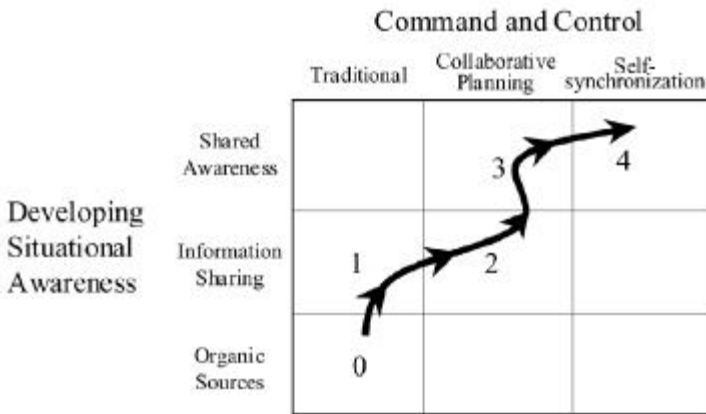 Command and Control
Traditional
Collaborative
Planning
Self-
synchronization
Shared
Awareness
3
4
Developing
Situational
Awareness
Information
Sharing
1
2
Organic
Sources
0